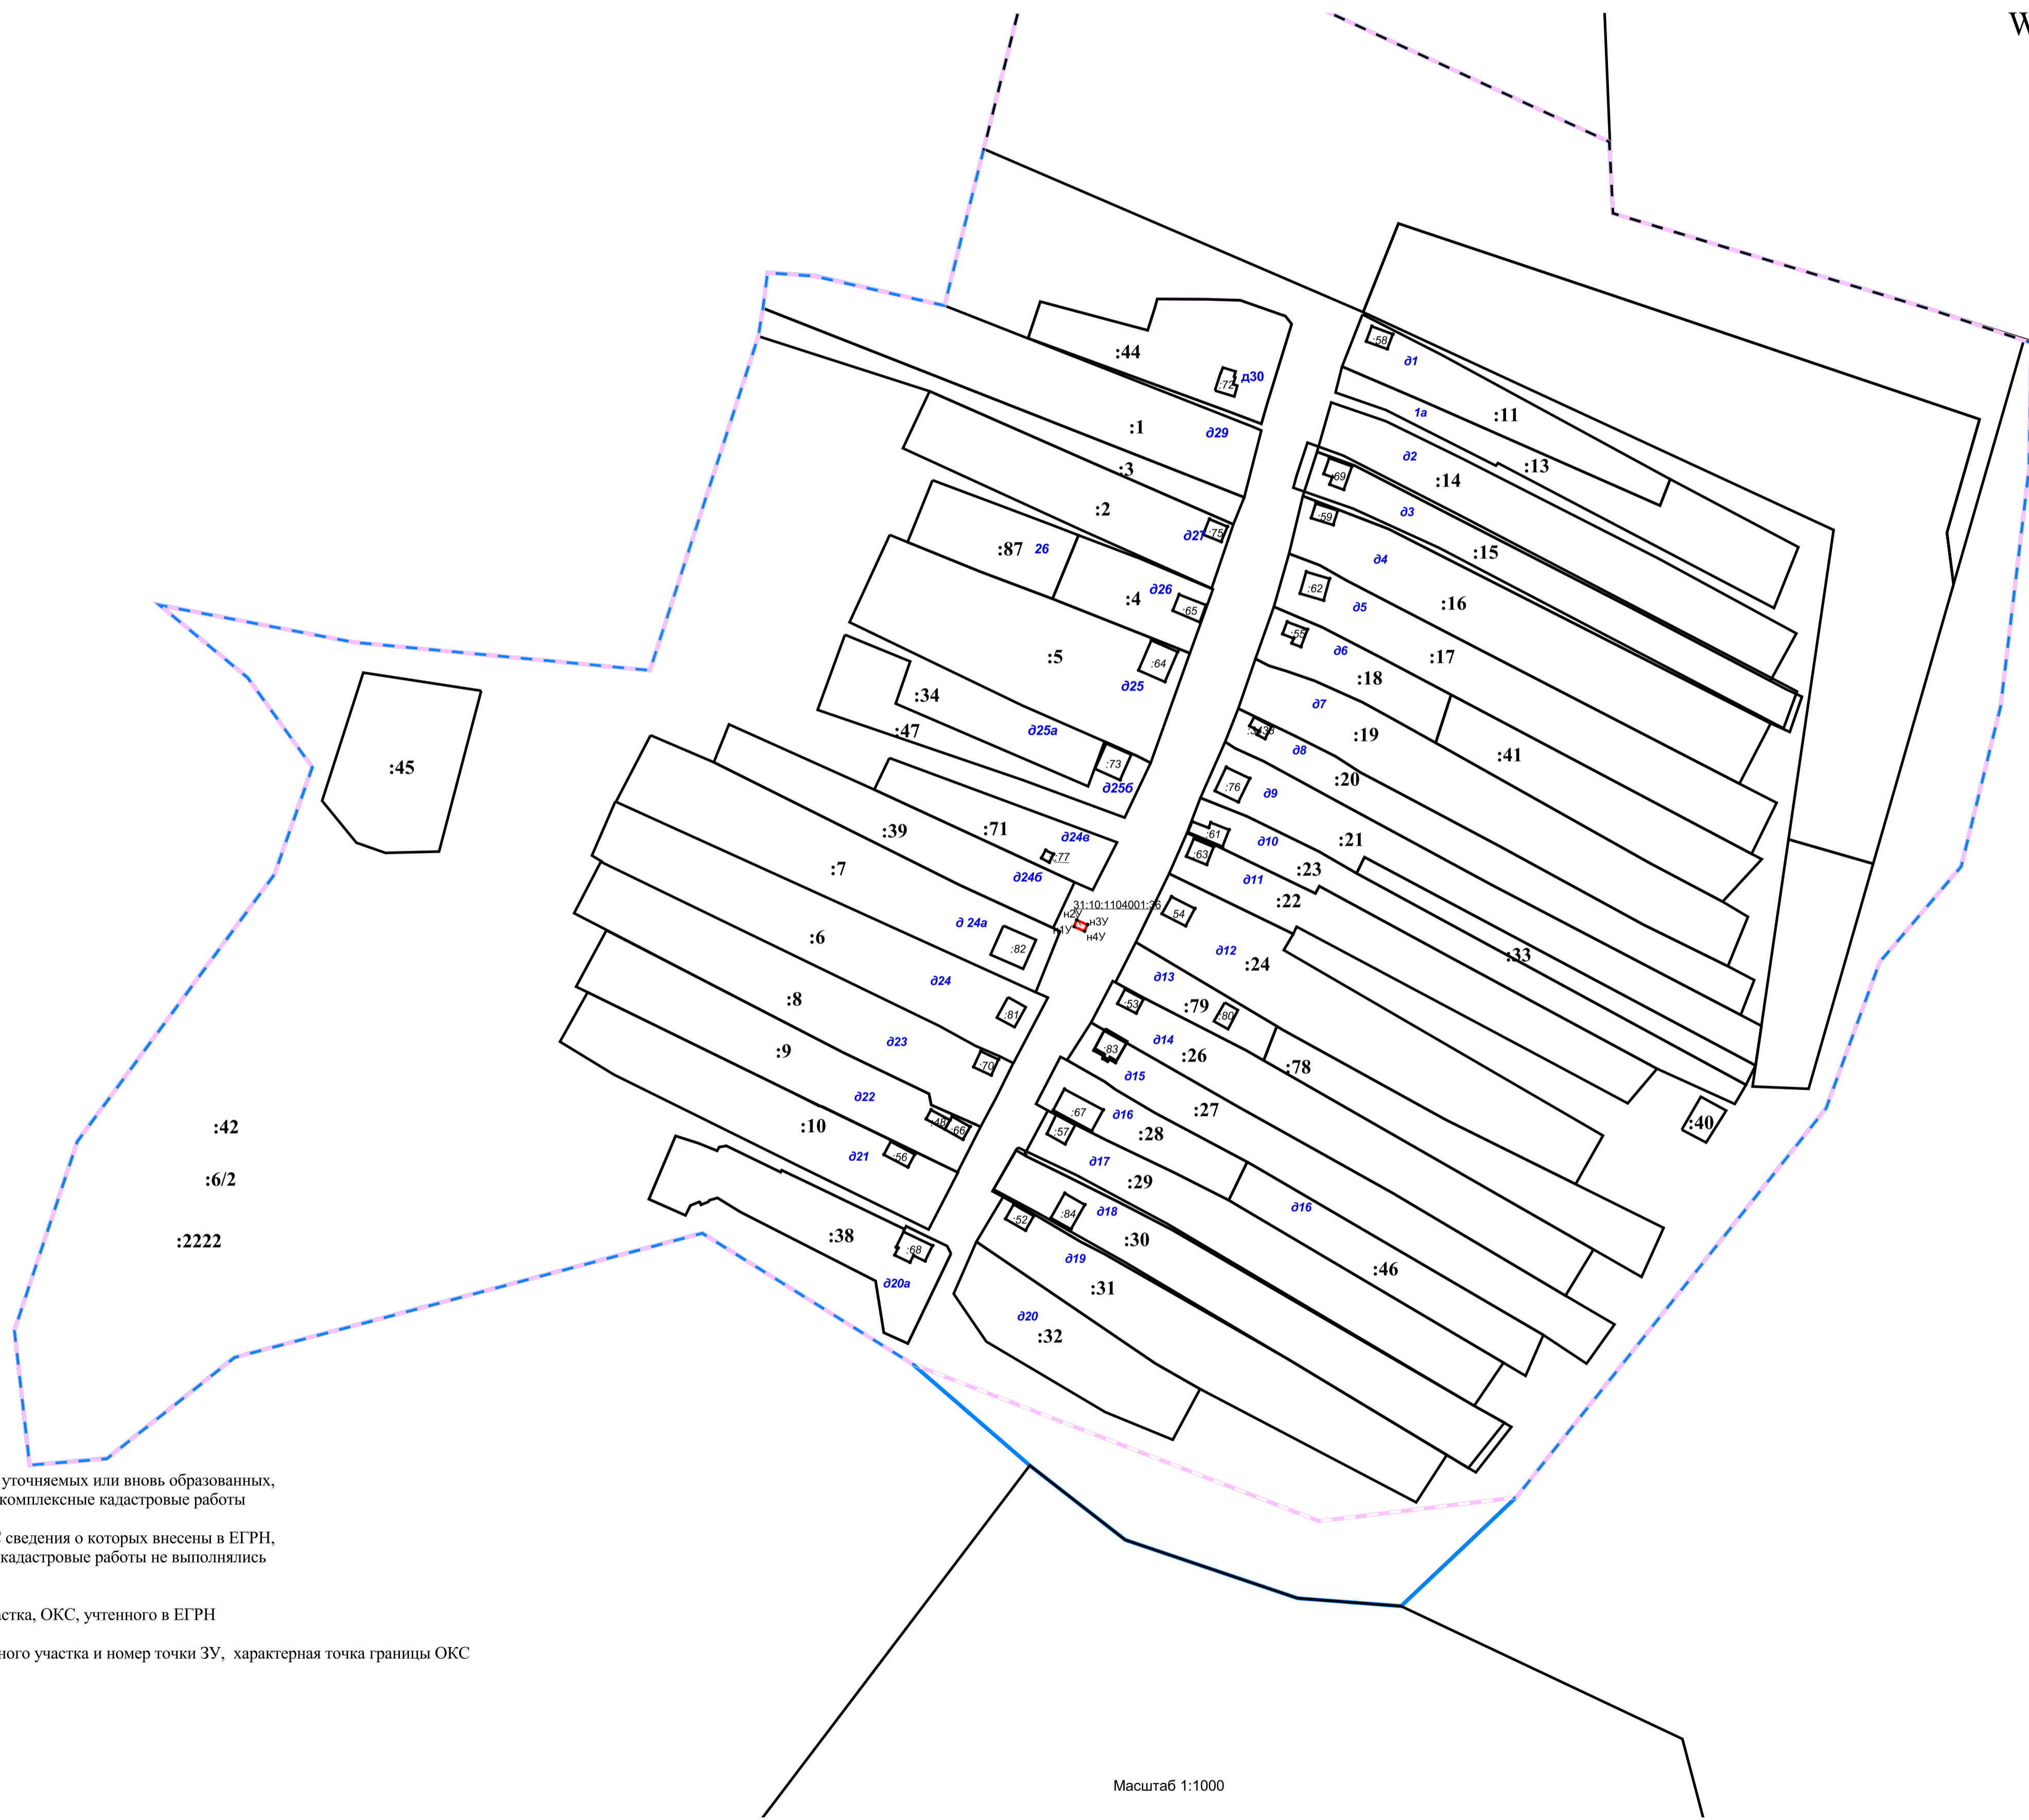 W
:58
д1
:44
:72
д30
1а
:11
:1
д29
д2
:13
:3
:69
:14
:2
д3
:59
д27
:75
:15
:87
26
д4
д26
:62
:4
:65
д5
:16
:55
д6
:5
:64
:17
:18
д25
:34
д7
:47
д25а
:19
д8
:41
:45
:73
:20
д25б
:76
д9
:39
:71
д24в
:61
д10
:21
:77
:63
:7
д24б
:23
д11
31:10:1104001:36
:22
н2У
54
н3У
д 24а
н4У
:6
:82
д12
:33
:24
д24
д13
:8
:53
:79
:81
:80
д23
д14
:9
:83
:26
:70
:78
д15
д22
:67
:27
д16
:42
:10
:48
:66
:40
:57
:28
д21
:56
д17
:6/2
:29
д18
д16
:84
:52
:38
:30
:2222
:68
д19
:46
д20а
:31
д20
:32
уточняемых или вновь образованных,
комплексные кадастровые работы
сведения о которых внесены в ЕГРН,
кадастровые работы не выполнялись
астка, ОКС, учтенного в ЕГРН
ного участка и номер точки ЗУ, характерная точка границы ОКС
Масштаб 1:1000